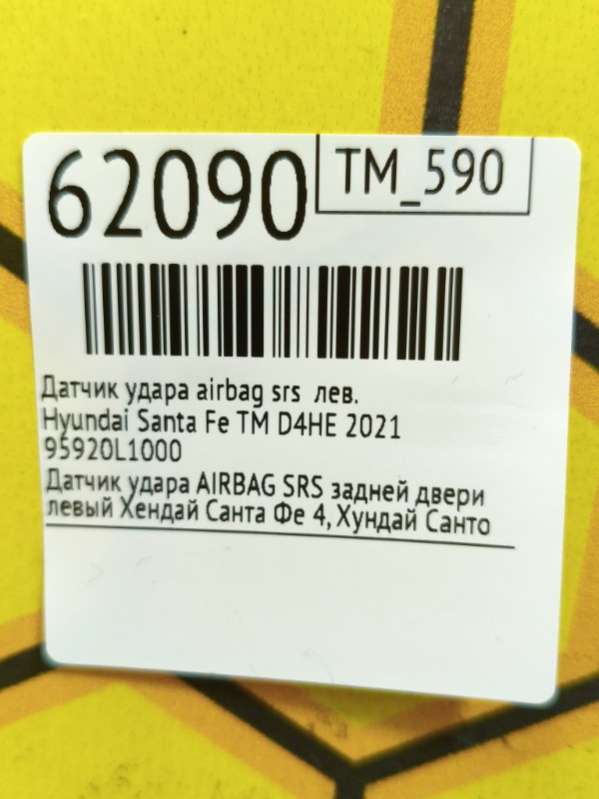 62090
TM_590
Датчик удара airbag srs лев.
Hyundai Santa Fe TM D4HE 2021
95920L1000
Датчик удара AIRBAG SRS задней двери
левый Хендай Санта Фе 4, Хундай Санто